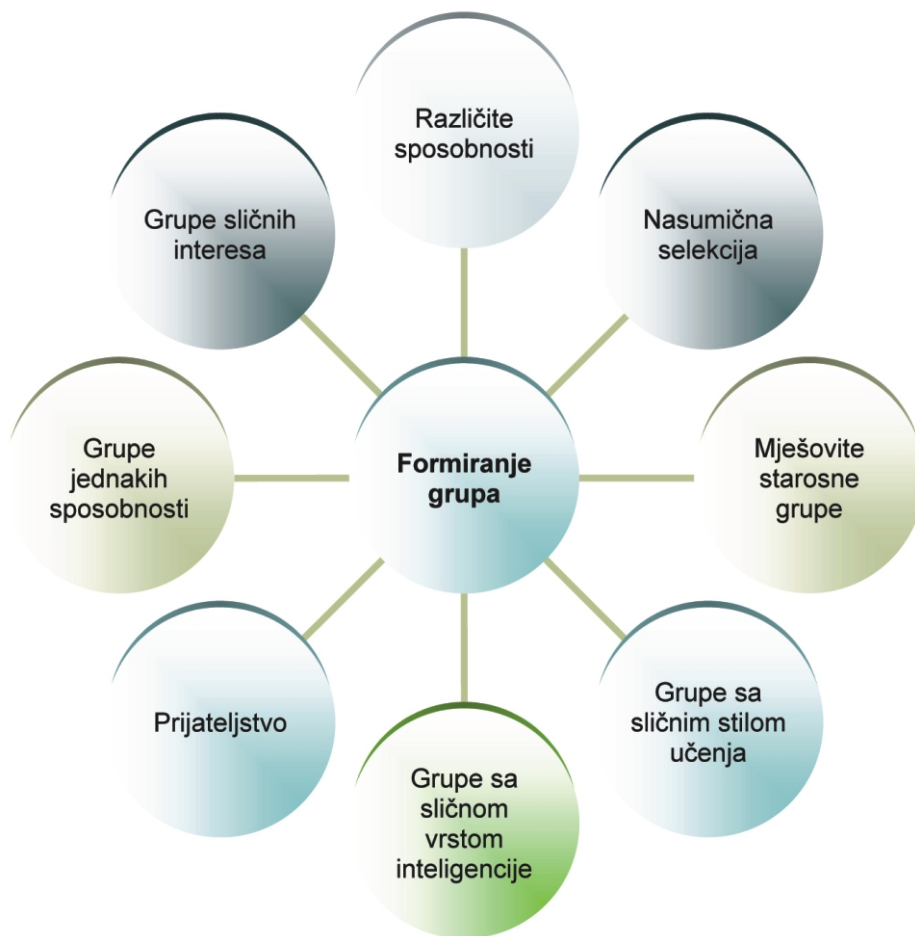 Različite
sposobnosti
Nasumična
selekcija
Mješovite
starosne
grupe
Grupe sa
sličnim stilom
učenja
Grupe sa
sličnom
vrstom
inteligencije
Prijateljstvo
Grupe
jednakih
sposobnosti
Grupe sličnih
interesa
Formiranje
grupa